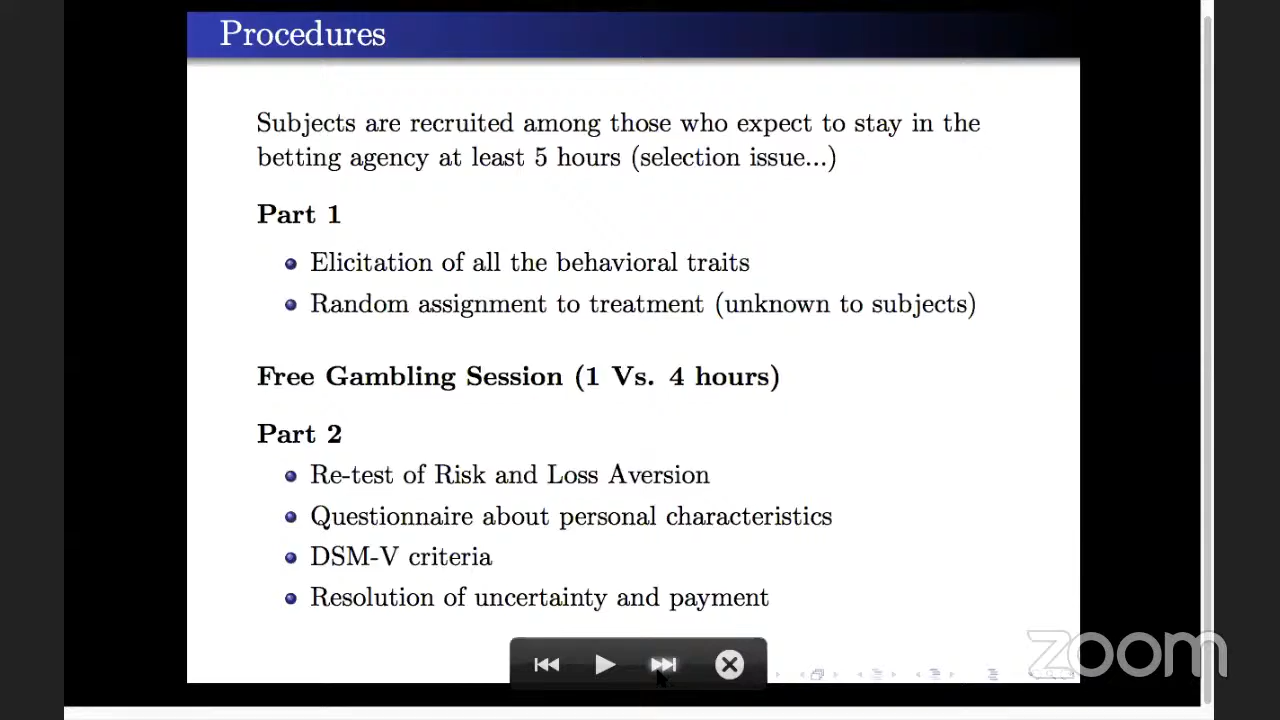 Procedures
Subjects are recruited among those who expect to stay in the
betting agency at least 5 hours (selection issue...)
Part 1
Elicitation of all the behavioral traits
Random assignment to treatment (unknown to subjects)
Free Gambling Session (1 Vs. 4 hours)
Part 2
Re-test of Risk and Loss Aversion
Questionnaire about personal characteristics
DSM-V criteria
Resolution of uncertainty and payment
zoom